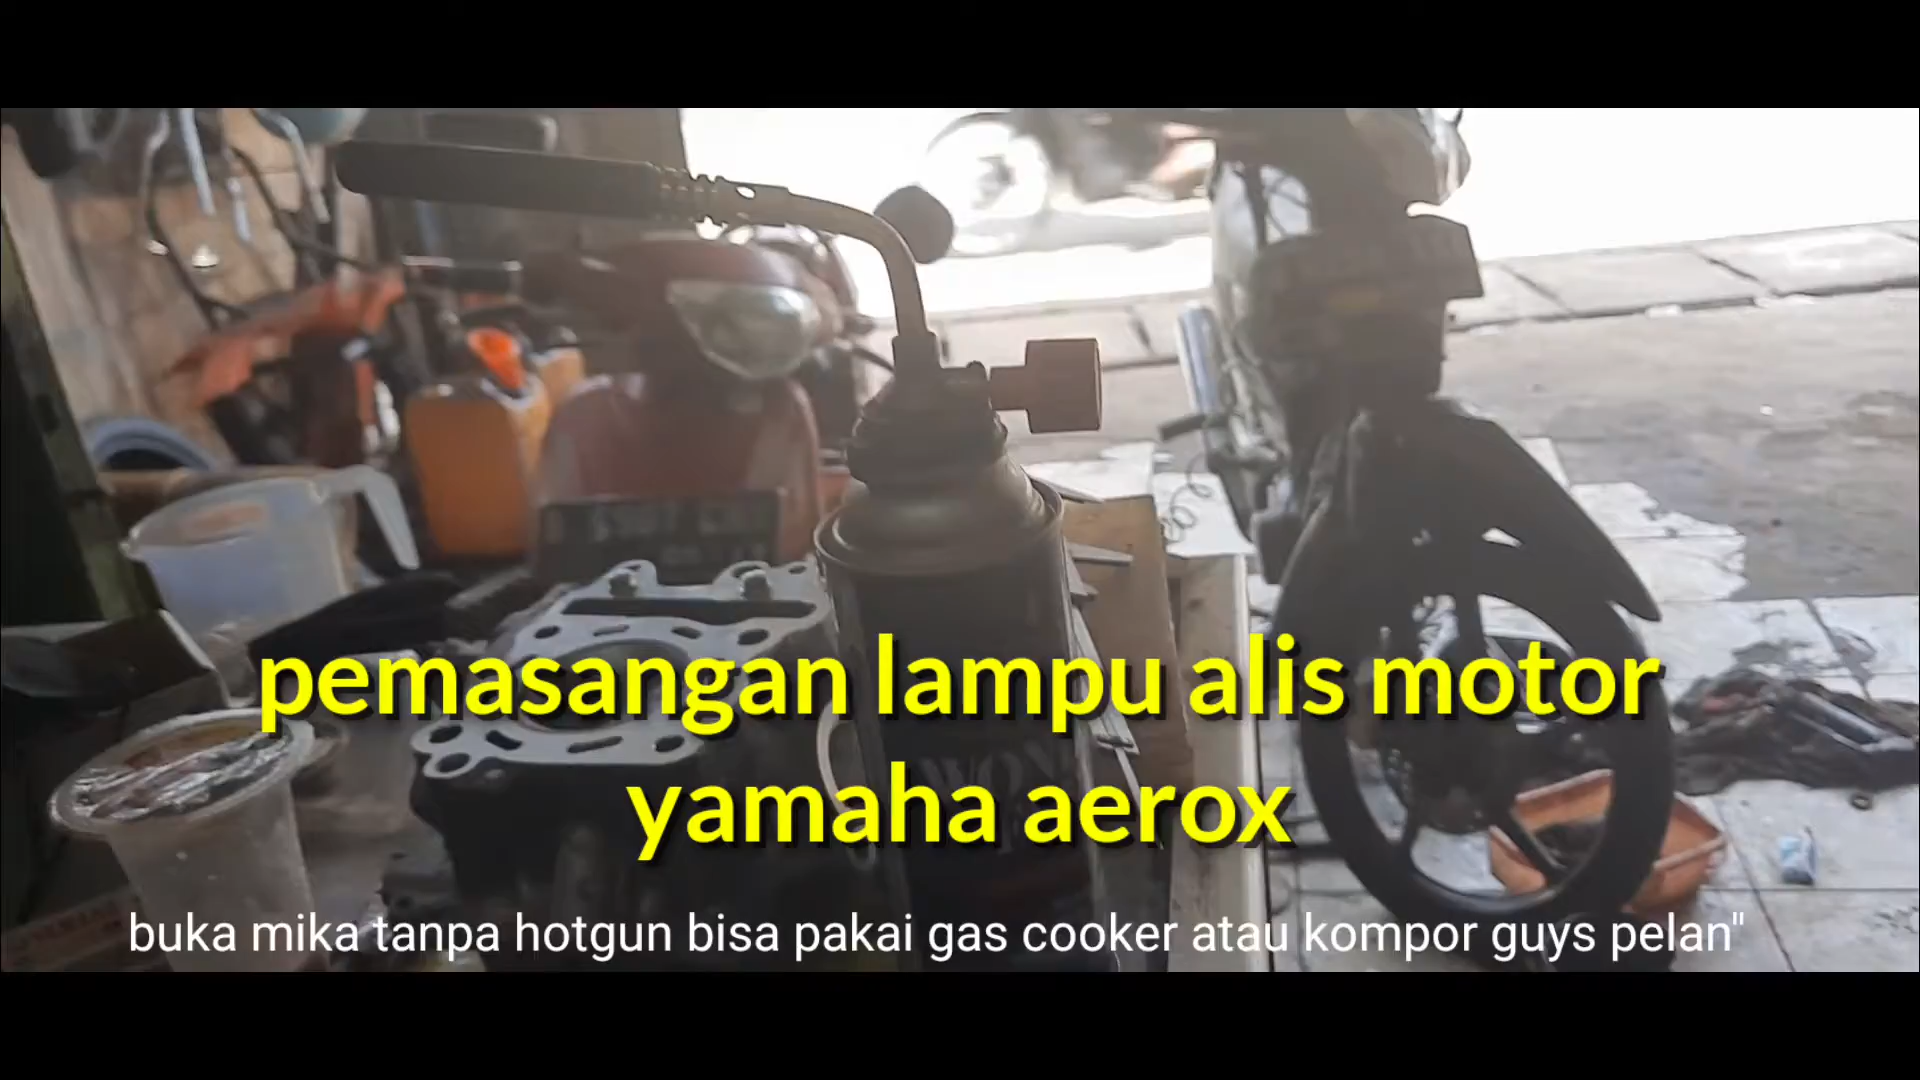 pemasangan lampu alis motor
yamaha aerox
buka mika tanpa hotgun bisa pakai gas cooker atau kompor guys pelan"